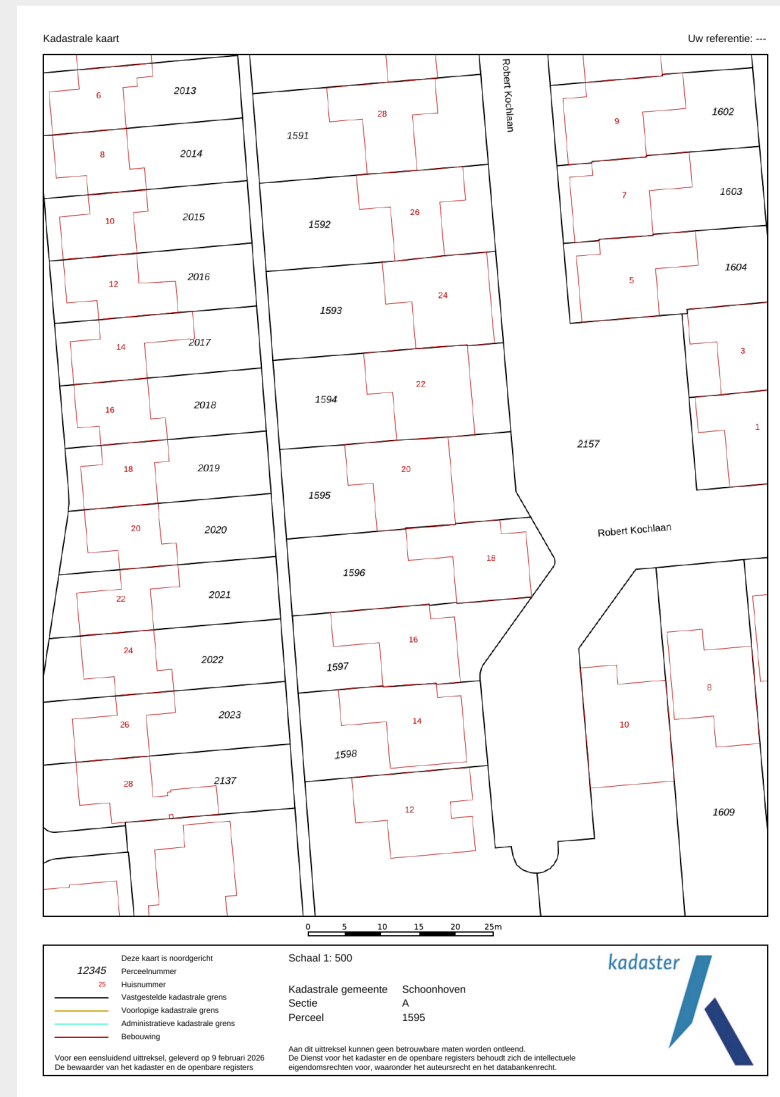 Kadastrale kaart
Uw referentie: ---
Robert Kochlaan
6
2013
28
1591
9
1602
8
2014
7
1603
10
2015
1592
26
5
1604
12
2016
1593
24
14
2017
3
16
2018
1594
22
1
18
2019
1595
20
2157
20
2020
Robert Kochlaan
1596
18
22
2021
24
2022
1597
16
26
2023
14
10
8
28
2137
1598
12
1609
0 5 10 15 20 25m
Deze kaart is noordgericht
12345 Perceelnummer
25 Huisnummer
Vastgestelde kadastrale grens
Voorlopige kadastrale grens
Administratieve kadastrale grens
Bebouwing
Voor een eensluidend uittreksel, geleverd op 9 februari 2026
De bewaarder van het kadaster en de openbare registers
Schaal 1: 500
Kadastrale gemeente Schoonhoven
Sectie A
Perceel 1595
Aan dit uittreksel kunnen geen betrouwbare maten worden ontleend.
De Dienst voor het kadaster en de openbare registers behoudt zich de intellectuele
eigendomsrechten voor, waaronder het auteursrecht en het databankenrecht.
kadaster